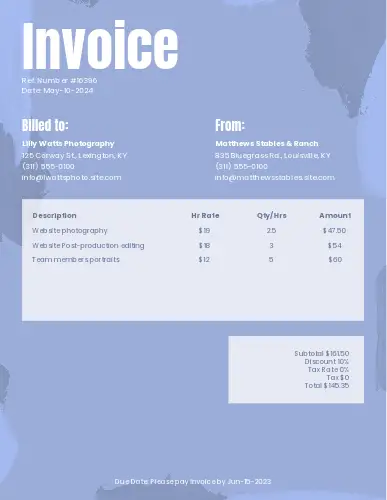 Invoice
Ref. Number #16396
Date: May-10-2024
Billed to:
Lilly Watts Photography
125 Conway St., Lexington, KY
(311) 555-0100
info@lwattsphoto.site.com
From:
Matthews Stables & Ranch
835 Bluegrass Rd., Louisville, KY
(311) 555-0100
info@matthewsstables.site.com
Description Hr Rate Qty/Hrs Amount
Website photography $19 2.5 $47.50
Website Post-production editing $18 3 $54
Team members portraits $12 5 $60
Subtotal $161.50
Discount 10%
Tax Rate 0%
Tax $0
Total $145.35
Due Date: Please pay Invoice by Jun-15-2023